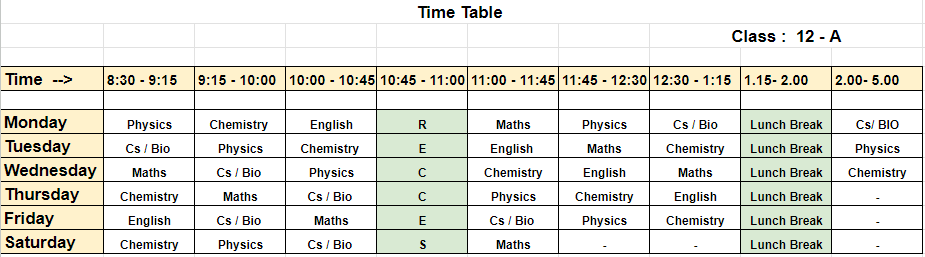 Time Table
Class : 12 - A
Time --> 8:30 - 9:15 9:15 - 10:00 10:00 - 10:45 10:45 - 11:00 11:00 - 11:45 11:45 - 12:30 12:30 - 1:15 1.15- 2.00 2.00- 5.00
Monday Physics Chemistry English R Maths Physics Cs / Bio Lunch Break Cs/ BIO
Tuesday Cs / Bio Physics Chemistry E English Maths Chemistry Lunch Break Physics
Wednesday Maths Cs / Bio Physics C Chemistry English Maths Lunch Break Chemistry
Thursday Chemistry Maths Cs / Bio C Physics Chemistry English Lunch Break -
Friday English Cs / Bio Maths E Cs / Bio Physics Chemistry Lunch Break -
Saturday Chemistry Physics Cs / Bio S Maths - - Lunch Break -